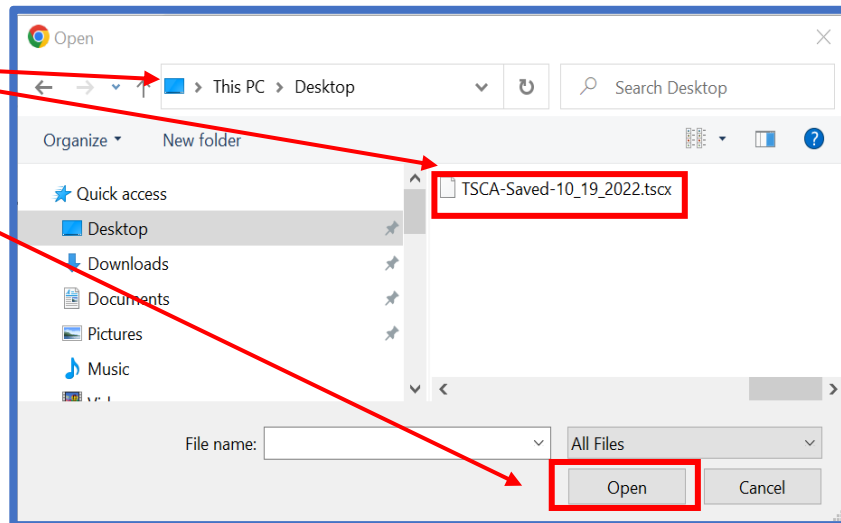 Open
This PC > Desktop
Search Desktop
Organize
New folder
Quick access
Desktop
Downloads
Documents
Pictures
Music
TSCA-Saved-10_19_2022.tscx
File name:
All Files
Open
Cancel